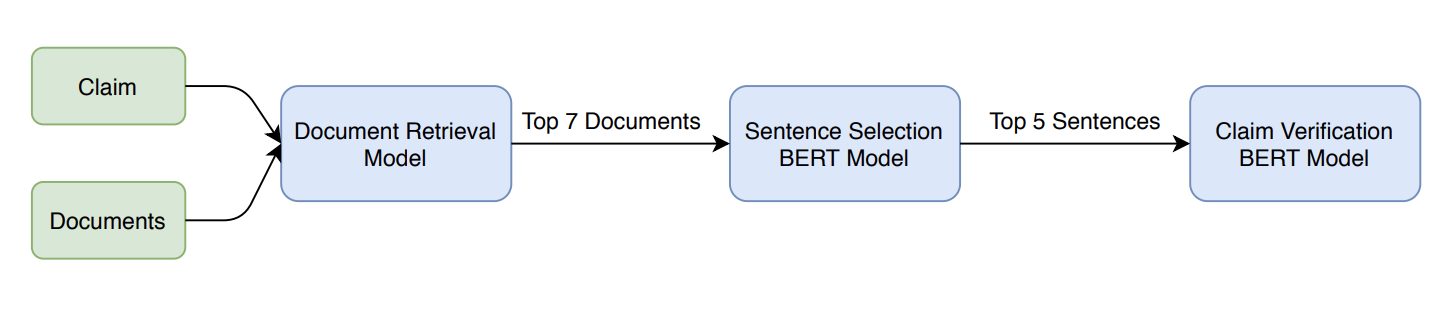 Claim
Documents
Document Retrieval
Model
Top 7 Documents
Sentence Selection
BERT Model
Top 5 Sentences
Claim Verification
BERT Model